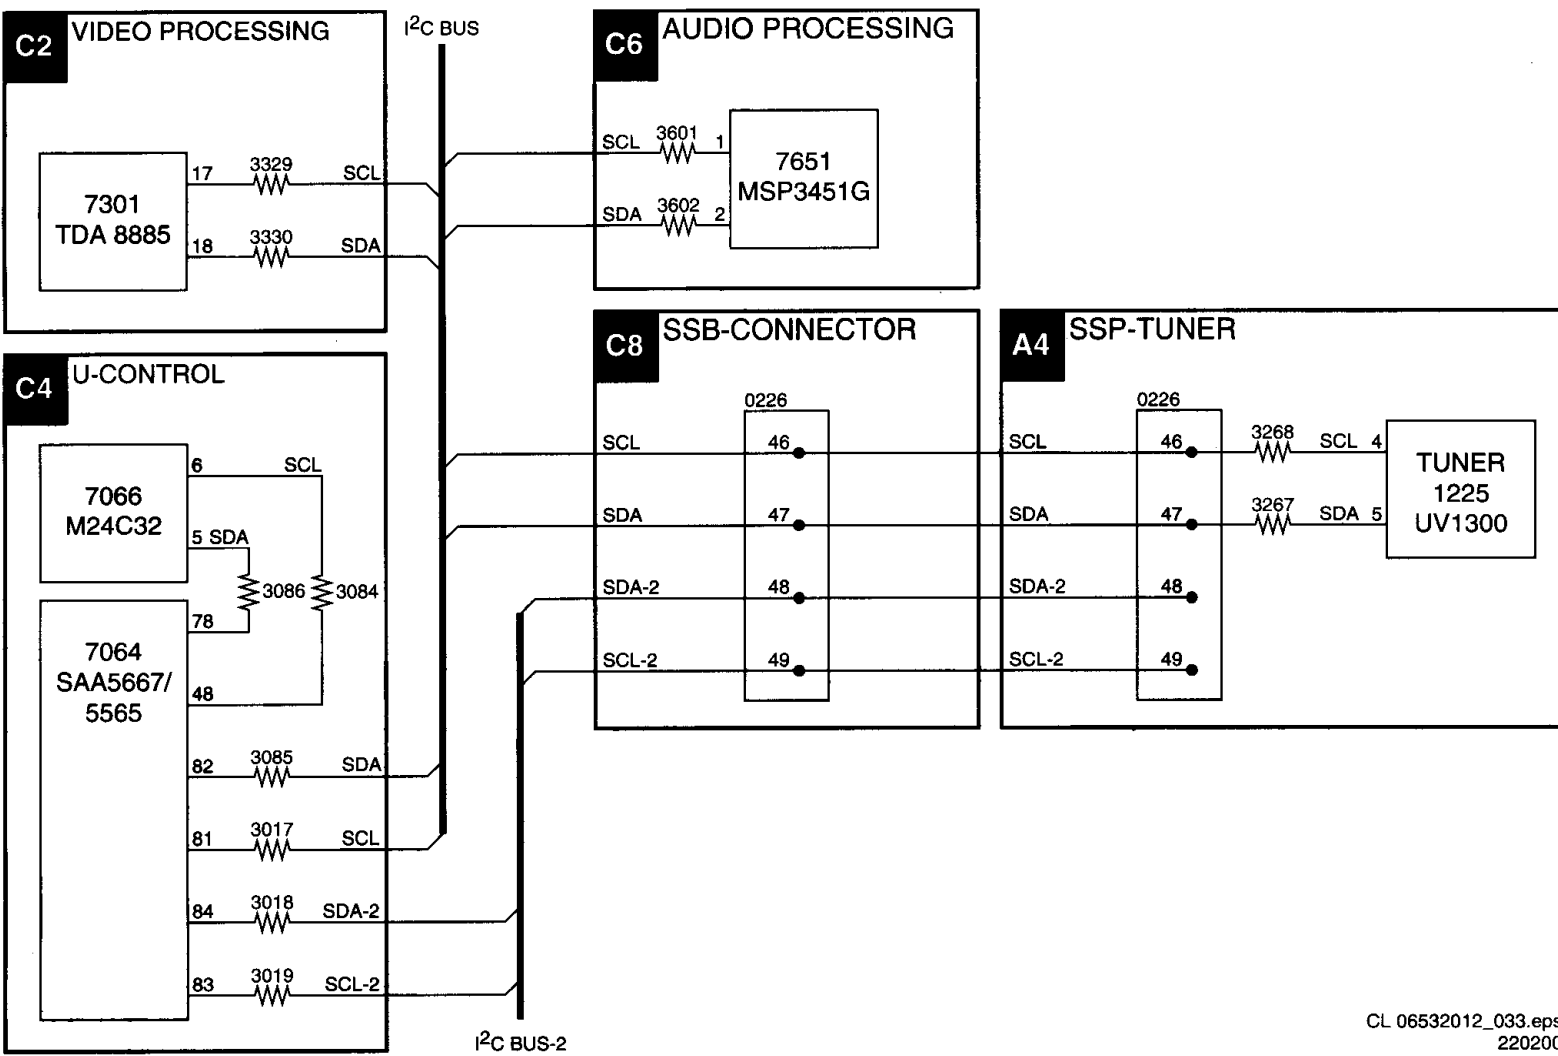 C2 VIDEO PROCESSING
7301
TDA 8885
17 3329 SCL
18 3330 SDA
I²C BUS
C6 AUDIO PROCESSING
SCL 3601 1
SDA 3602 2
7651
MSP3451G
C4 U-CONTROL
7066
M24C32
6 SCL
5 SDA
3086
3084
7064
SAA5667/
5565
78
48
82 3085 SDA
81 3017 SCL
84 3018 SDA-2
83 3019 SCL-2
I²C BUS-2
C8 SSB-CONNECTOR
0226
SCL 46
SDA 47
SDA-2 48
SCL-2 49
A4 SSP-TUNER
0226
SCL 46 3268 SCL 4
SDA 47 3267 SDA 5
SDA-2 48
SCL-2 49
TUNER
1225
UV1300
CL 06532012_033.eps
220200